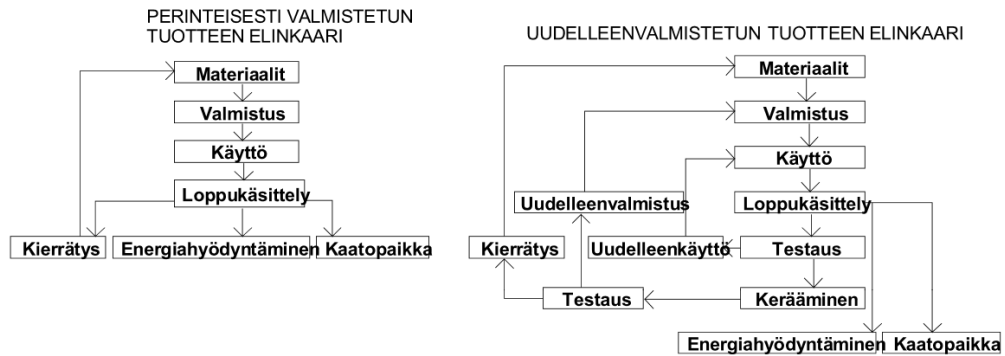 PERINTEISESTI VALMISTETUN
TUOTTEEN ELINKAARI
Materiaalit
Valmistus
Käyttö
Loppukäsittely
Kierrätys
Energiahyödyntäminen
Kaatopaikka
UUDELLEENVALMISTETUN TUOTTEEN ELINKAARI
Materiaalit
Valmistus
Käyttö
Uudelleenvalmistus
Loppukäsittely
Kierrätys
Uudelleenkäyttö
Testaus
Testaus
Kerääminen
Energiahyödyntäminen
Kaatopaikka